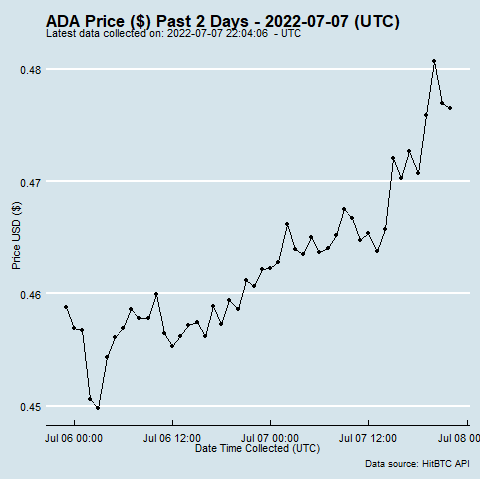 ADA Price ($) Past 2 Days - 2022-07-07 (UTC)
Latest data collected on: 2022-07-07 22:04:06  - UTC
0.48
0.47
0.46
0.45
Price USD ($)
Jul 06 00:00
Jul 06 12:00
Jul 07 00:00
Jul 07 12:00
Jul 08 00:
Date Time Collected (UTC)
Data source: HitBTC API